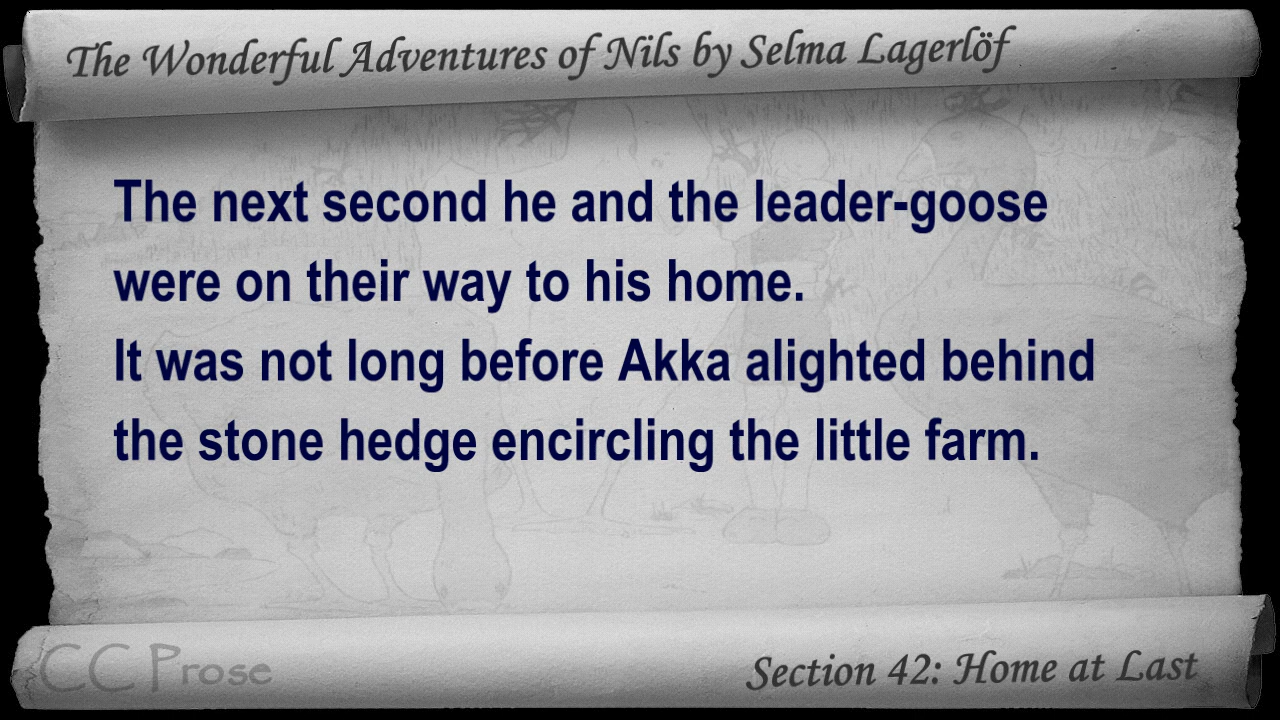 The Wonderful Adventures of Nils by Selma Lagerlöf
The next second he and the leader-goose
were on their way to his home.
It was not long before Akka alighted behind
the stone hedge encircling the little farm.
CC Prose
Section 42: Home at Last